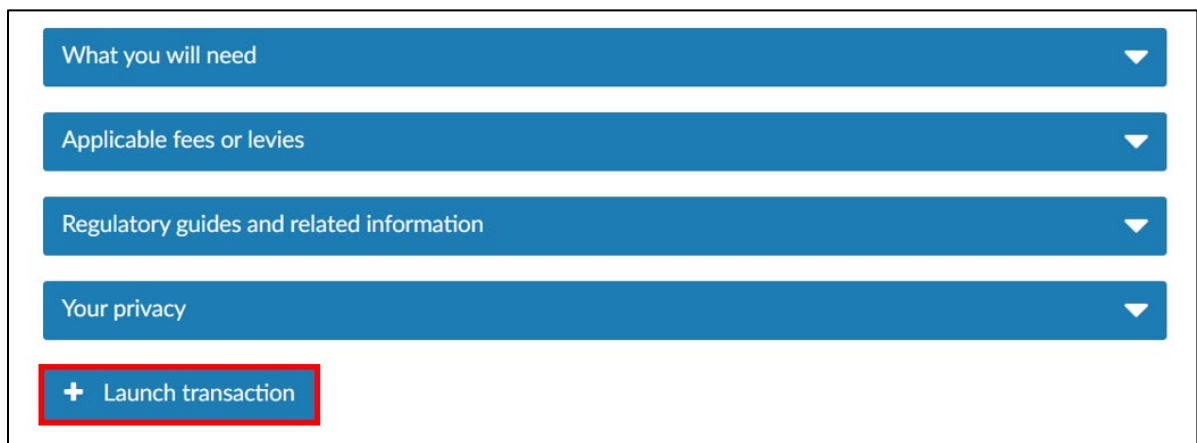 What you will need
Applicable fees or levies
Regulatory guides and related information
Your privacy
+ Launch transaction